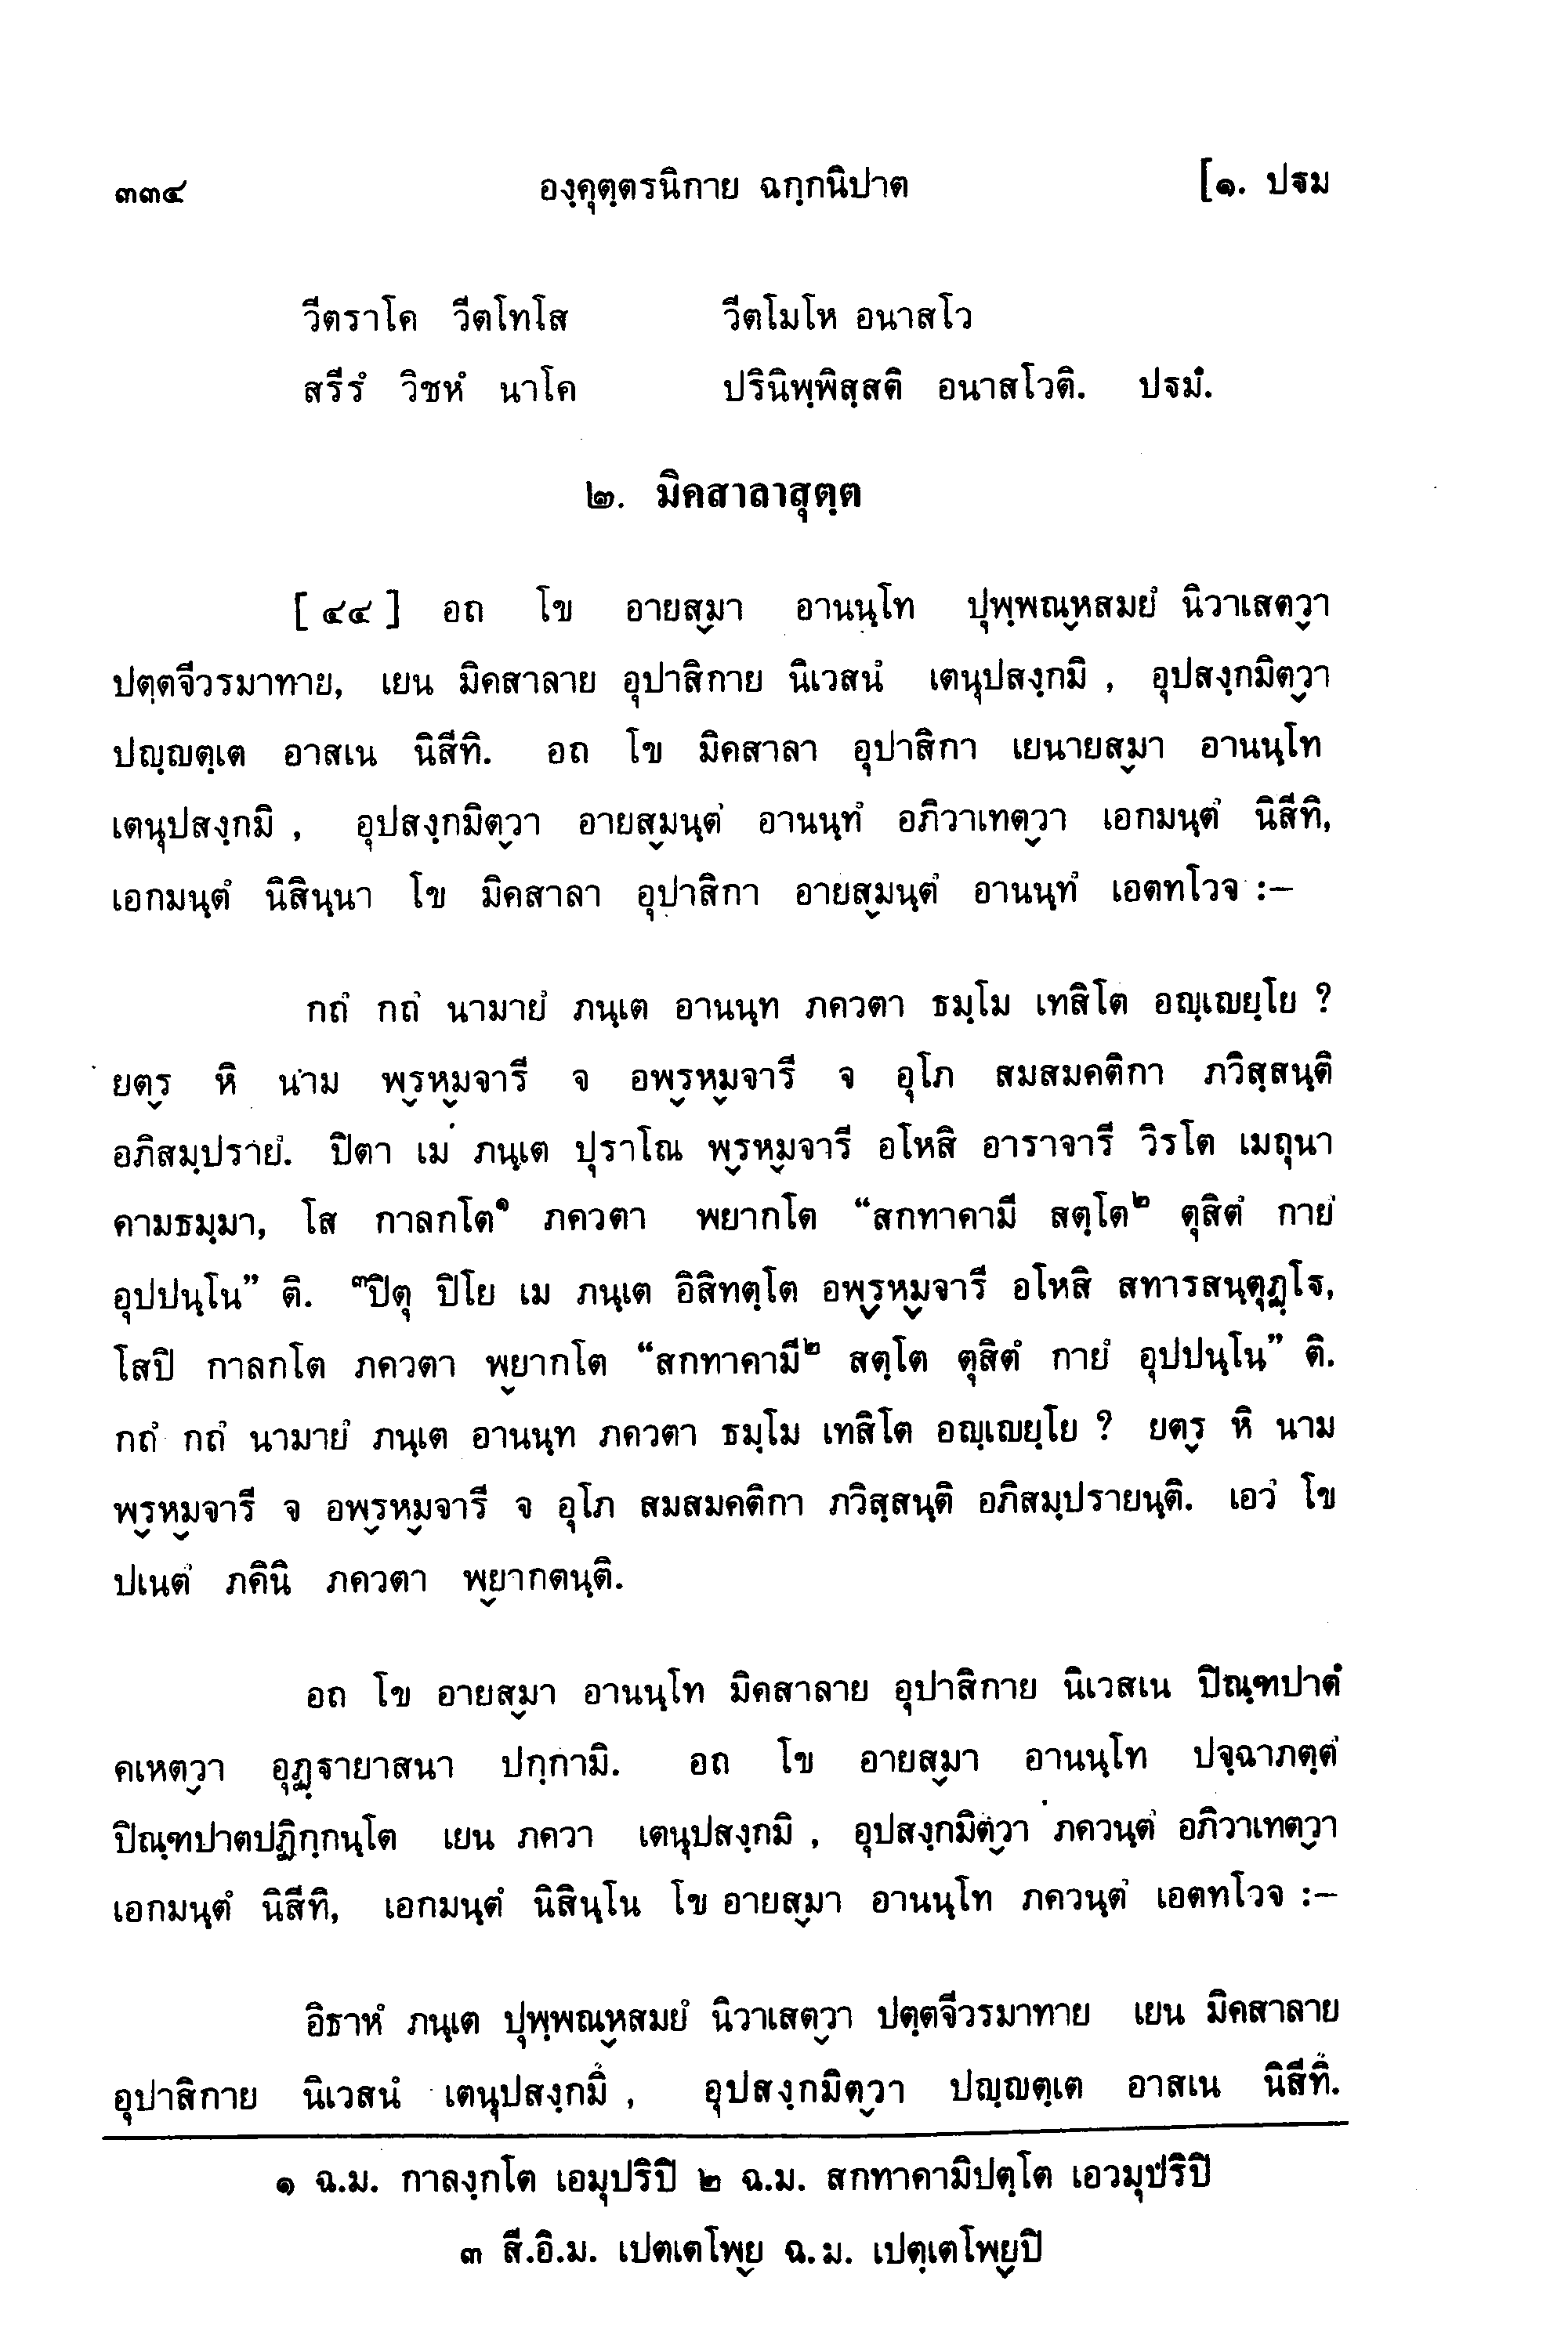 ๓๓๔ องฺคุตฺตรนิกาย ฉกฺกนิปาต [๑. ปฐม
วีตราโค วีตโทโส วีตโมโห อนาสโว
สรีรํ วิชหํ นาโค ปรินิพฺพิสฺสติ อนาสโวติ. ปฐมํ.
๒. มิคสาลาสุตฺต
[๔๔] อถ โข อายสฺมา อานนฺโท ปุพฺพณฺหสมยํ นิวาเสตฺวา
ปตฺตจีวรมาทาย, เยน มิคสาลาย อุปาสิกาย นิเวสนํ เตนุปสงฺกมิ, อุปสงฺกมิตฺวา
ปญฺญตฺเต อาสเน นิสีทิ. อถ โข มิคสาลา อุปาสิกา เยนายสฺมา อานนฺโท
เตนุปสงฺกมิ, อุปสงฺกมิตฺวา อายสฺมนฺตํ อานนฺทํ อภิวาเทตฺวา เอกมนฺตํ นิสีทิ,
เอกมนฺตํ นิสินฺนา โข มิคสาลา อุปาสิกา อายสฺมนฺตํ อานนฺทํ เอตทโวจ :–
กถํ กถํ นามายํ ภนฺเต อานนฺท ภควตา ธมฺโม เทสิโต อญฺเญยฺโย ?
ยตฺร หิ นาม พฺรหฺมจารี จ อพฺรหฺมจารี จ อุโภ สมสมคติกา ภวิสฺสนฺติ
อภิสมฺปรายํ. ปิตา เม ภนฺเต ปุราโณ พฺรหฺมจารี อโหสิ อาราจารี วิรโต เมถุนา
คามธมฺมา, โส กาลกโต๑ ภควตา พยากโต “สกทาคามี สตฺโต๒ ตุสิตํ กายํ
อุปปนฺโน” ติ. ๓ปิตุ ปิโย เม ภนฺเต อิสิทตฺโต อพฺรหฺมจารี อโหสิ สทารสนฺตุฏฺโฐ,
โสปิ กาลกโต ภควตา พฺยากโต “สกทาคามี๒ สตฺโต ตุสิตํ กายํ อุปปนฺโน” ติ.
กถํ กถํ นามายํ ภนฺเต อานนฺท ภควตา ธมฺโม เทสิโต อญฺเญยฺโย ? ยตฺร หิ นาม
พฺรหฺมจารี จ อพฺรหฺมจารี จ อุโภ สมสมคติกา ภวิสฺสนฺติ อภิสมฺปรายนฺติ. เอวํ โข
ปเนตํ ภคินิ ภควตา พฺยากตนฺติ.
อถ โข อายสฺมา อานนฺโท มิคสาลาย อุปาสิกาย นิเวสเน ปิณฺฑปาตํ
คเหตฺวา อุฏฺฐายาสนา ปกฺกามิ. อถ โข อายสฺมา อานนฺโท ปจฺฉาภตฺตํ
ปิณฺฑปาตปฏิกฺกนฺโต เยน ภควา เตนุปสงฺกมิ, อุปสงฺกมิตฺวา ภควนฺตํ อภิวาเทตฺวา
เอกมนฺตํ นิสีทิ, เอกมนฺตํ นิสินฺโน โข อายสฺมา อานนฺโท ภควนฺตํ เอตทโวจ :–
อิธาหํ ภนฺเต ปุพฺพณฺหสมยํ นิวาเสตฺวา ปตฺตจีวรมาทาย เยน มิคสาลาย
อุปาสิกาย นิเวสนํ เตนุปสงฺกมึ, อุปสงฺกมิตฺวา ปญฺญตฺเต อาสเน นิสีทึ.
๑ ฉ.ม. กาลงฺกโต เอมุปริปิ ๒ ฉ.ม. สกทาคามิปตฺโต เอวมุปริปิ
๓ สี.อิ.ม. เปตเตโพฺย ฉ.ม. เปตฺเตโพฺยปิ